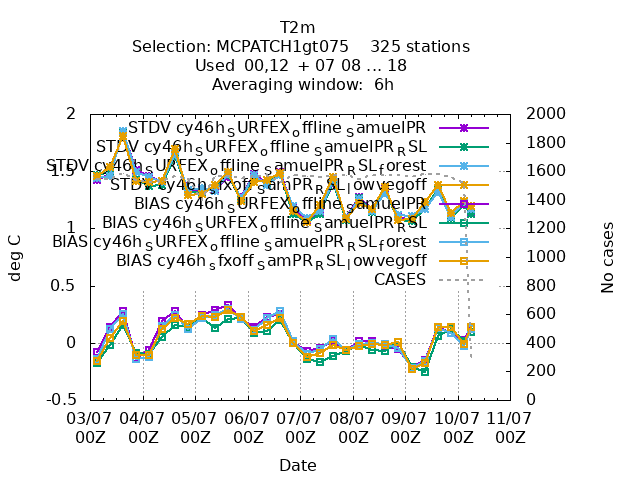 T2m
Selection: MCPATCH1gt075    325 stations
Used  00,12  + 07 08 ... 18
Averaging window:  6h
STDV cy46h_SURFEX_offline_samuelPR
STDV cy46h_SURFEX_offline_samuelPR_RSL
STDV cy46h_SURFEX_offline_samuelPR_RSL_forest
STDV cy46h_sfxoff_samPR_RSL_lowvegoff
BIAS cy46h_SURFEX_offline_samuelPR
BIAS cy46h_SURFEX_offline_samuelPR_RSL
BIAS cy46h_SURFEX_offline_samuelPR_RSL_forest
BIAS cy46h_sfxoff_samPR_RSL_lowvegoff
CASES
2
1.5
1
0.5
0
-0.5
deg C
2000
1800
1600
1400
1200
1000
800
600
400
200
0
No cases
03/07 04/07 05/07 06/07 07/07 08/07 09/07 10/07 11/07
00Z 00Z 00Z 00Z 00Z 00Z 00Z 00Z 00Z
Date